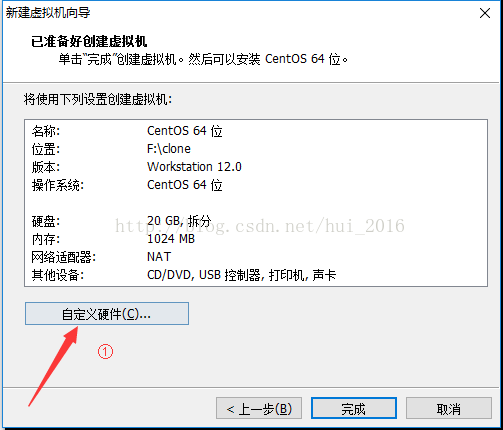 新建虚拟机向导
已准备好创建虚拟机
单击“完成”创建虚拟机。然后可以安装 CentOS 64 位。
将使用下列设置创建虚拟机:
名称: CentOS 64 位
位置: F:\clone
版本: Workstation 12.0
操作系统: CentOS 64 位
硬盘: 20 GB, 拆分
http://blog.csdn.net/hui_2016
内存: 1024 MB
网络适配器: NAT
其他设备: CD/DVD, USB 控制器, 打印机, 声卡
自定义硬件(C)...
①
< 上一步(B)
完成
取消